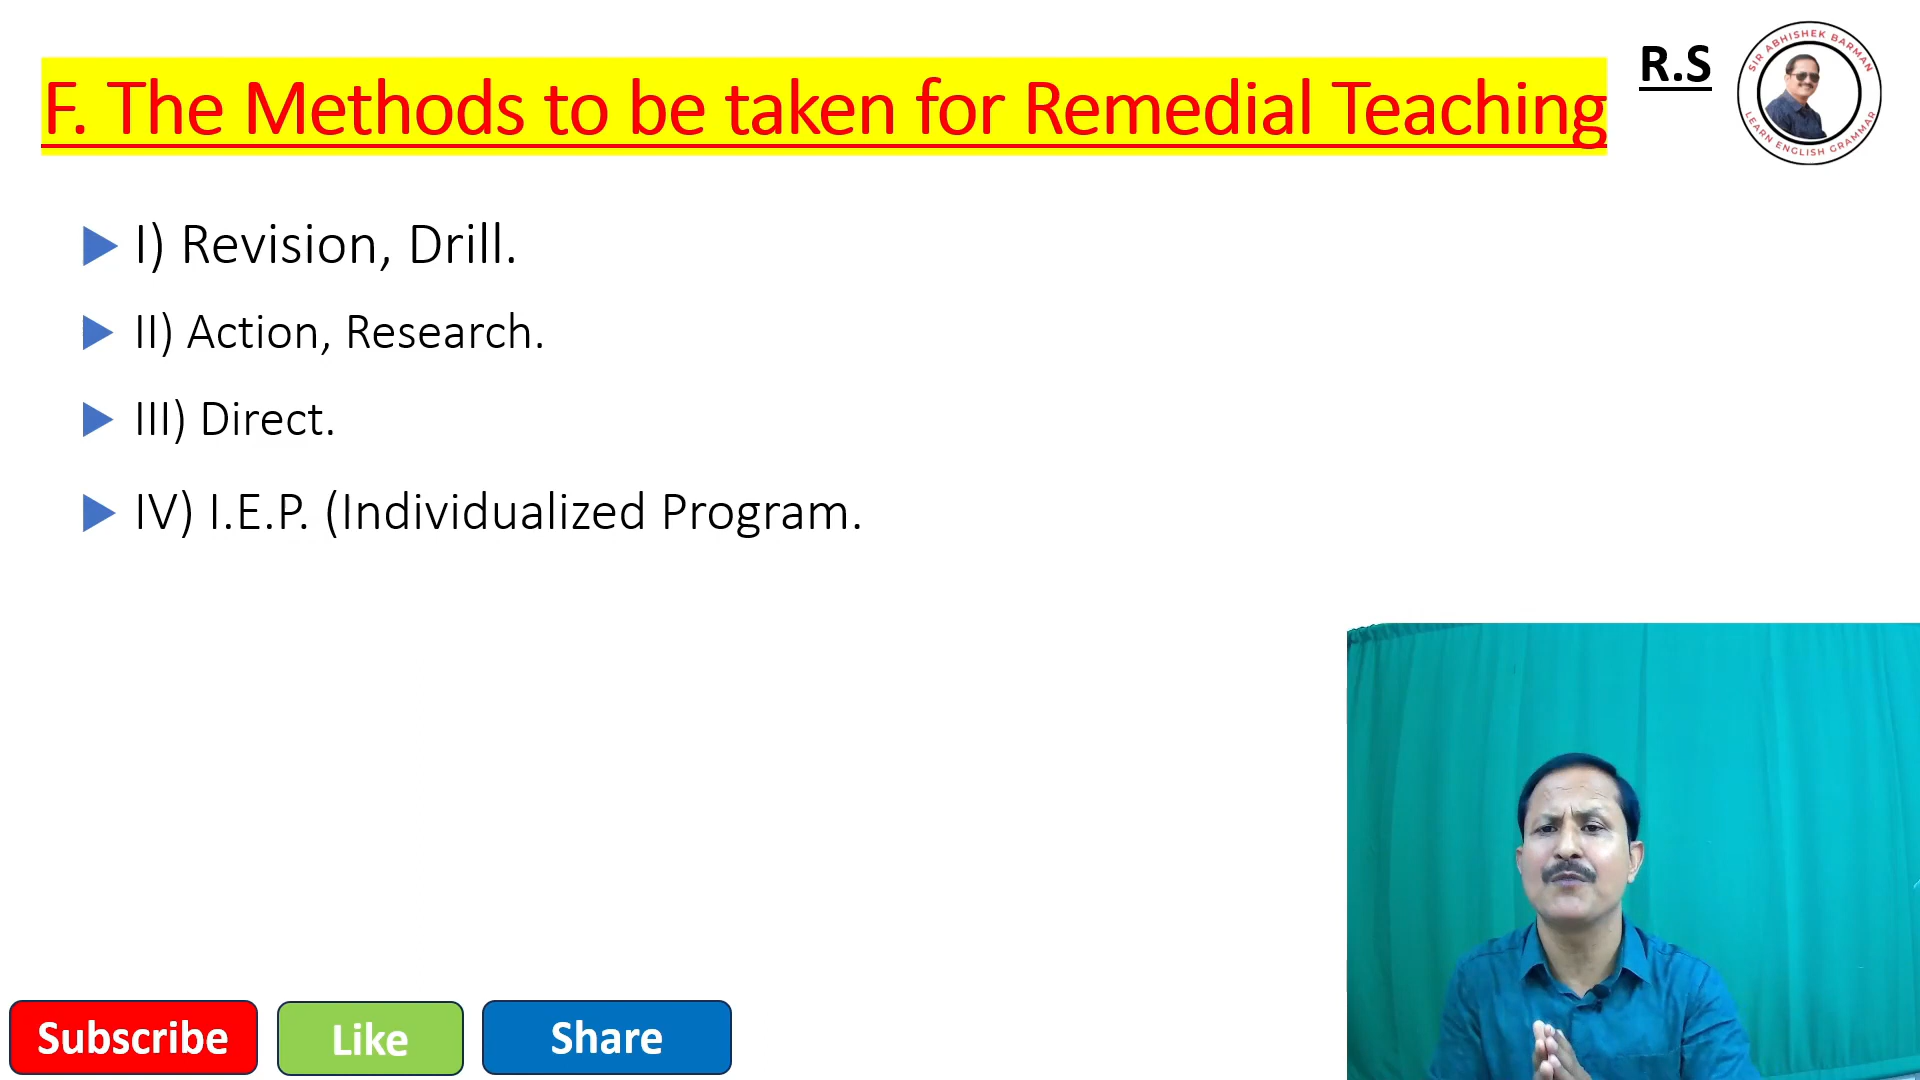 F. The Methods to be taken for Remedial Teaching
R.S
SIR ABHISHEK BARMAN
LEARN ENGLISH GRAMMAR
I) Revision, Drill.
II) Action, Research.
III) Direct.
IV) I.E.P. (Individualized Program.
Subscribe
Like
Share